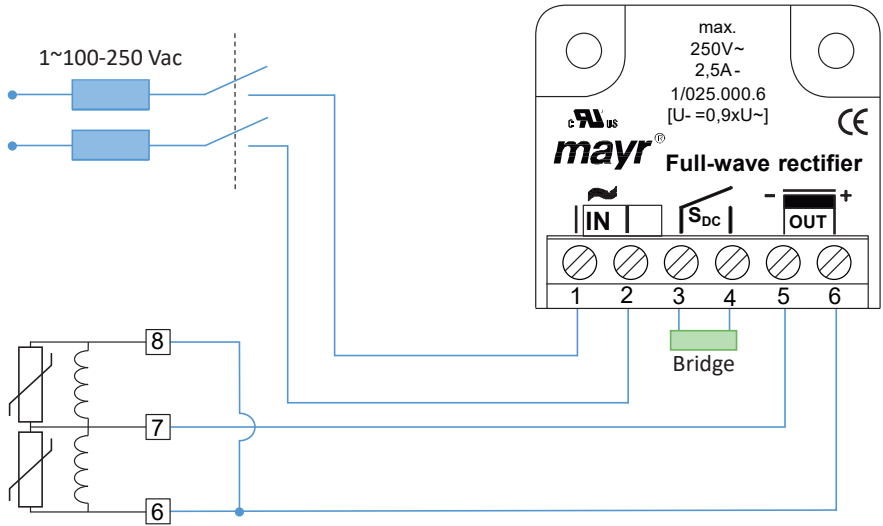 1~100-250 Vac
max.
250V~
2,5A-
1/025.000.6
[U- =0,9xU~]
c RU us
CE
mayr®
Full-wave rectifier
~
- +
IN
SDC
OUT
1 2 3 4 5 6
Bridge
8
7
6